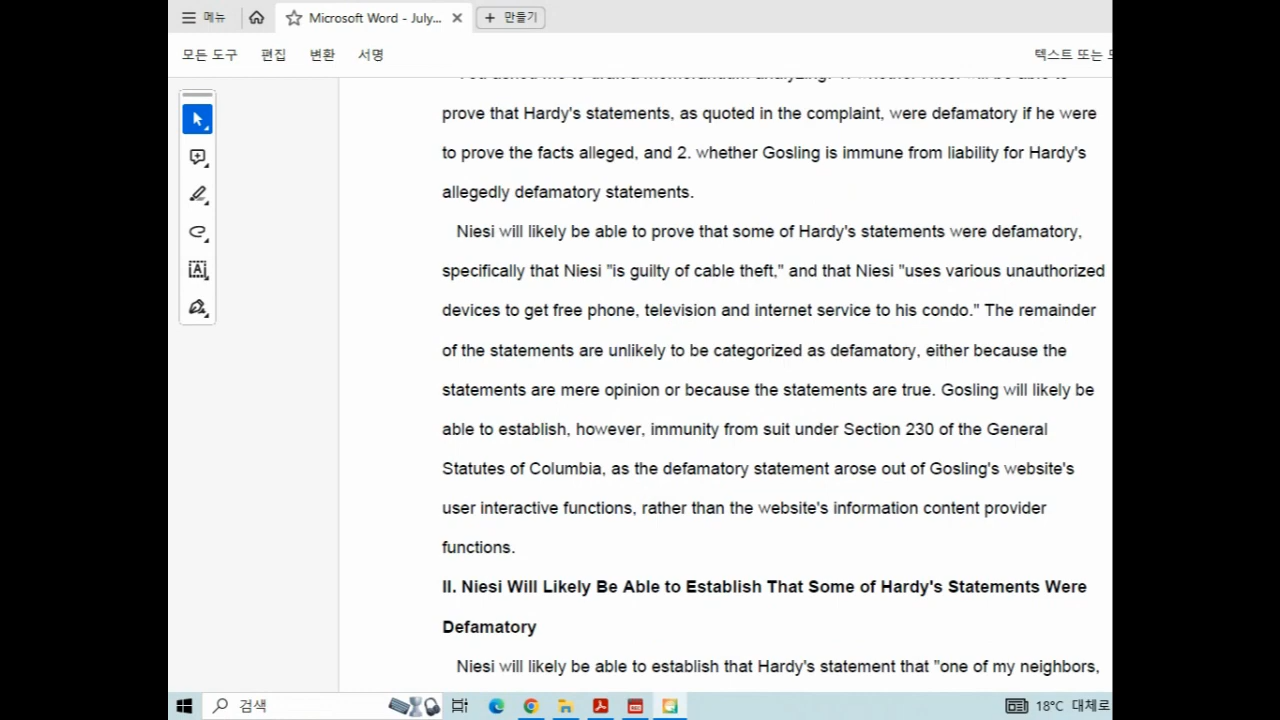 메뉴
Microsoft Word - July...
만들기
모든 도구 편집 변환 서명
텍스트 또는
prove that Hardy's statements, as quoted in the complaint, were defamatory if he were
to prove the facts alleged, and 2. whether Gosling is immune from liability for Hardy's
allegedly defamatory statements.
Niesi will likely be able to prove that some of Hardy's statements were defamatory,
specifically that Niesi "is guilty of cable theft," and that Niesi "uses various unauthorized
devices to get free phone, television and internet service to his condo." The remainder
of the statements are unlikely to be categorized as defamatory, either because the
statements are mere opinion or because the statements are true. Gosling will likely be
able to establish, however, immunity from suit under Section 230 of the General
Statutes of Columbia, as the defamatory statement arose out of Gosling's website's
user interactive functions, rather than the website's information content provider
functions.
II. Niesi Will Likely Be Able to Establish That Some of Hardy's Statements Were
Defamatory
Niesi will likely be able to establish that Hardy's statement that "one of my neighbors,
검색
18°C 대체로